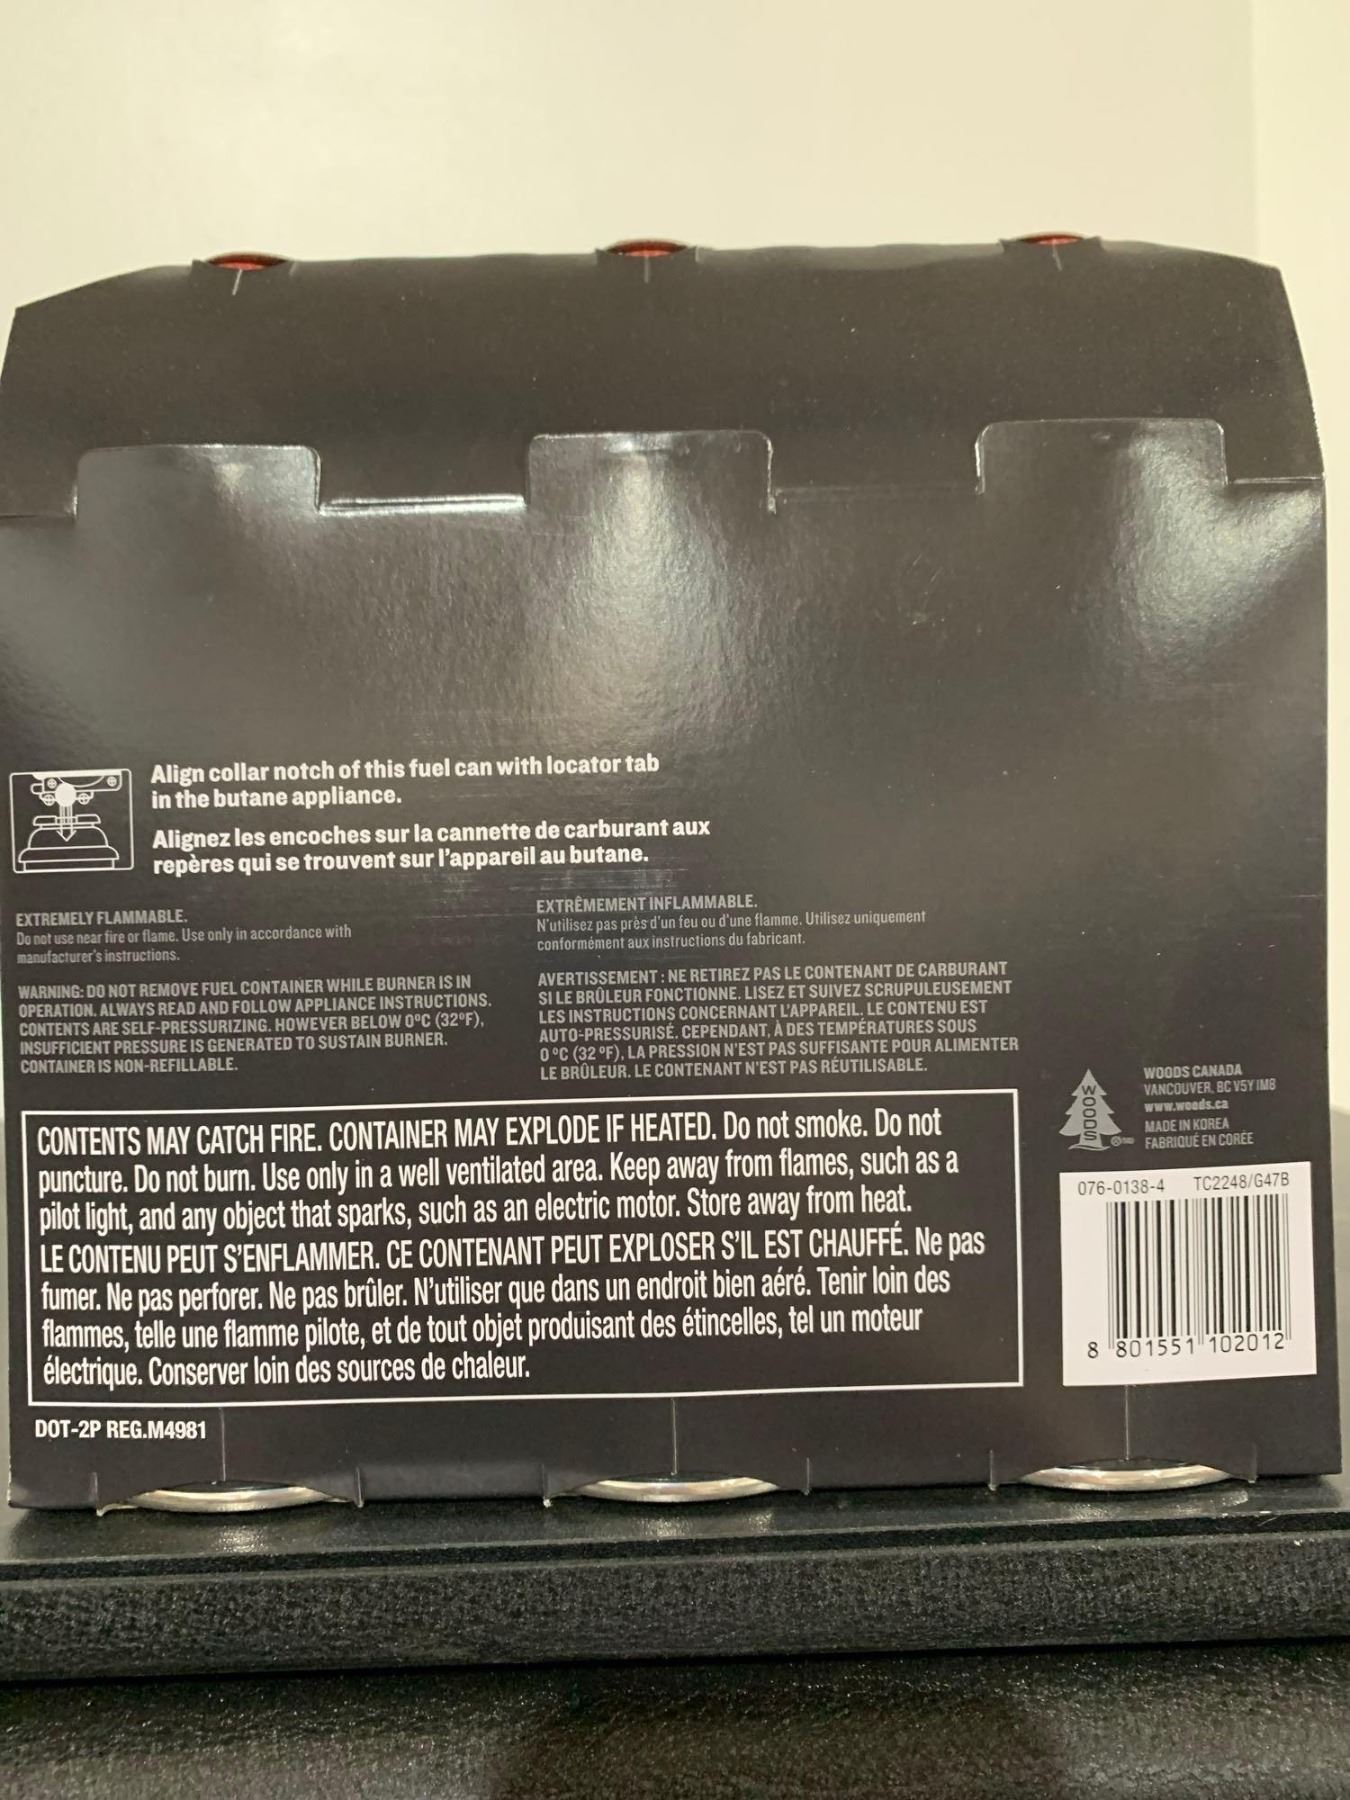 Align collar notch of this fuel can with locator tab
in the butane appliance.
Alignez les encoches sur la cannette de carburant aux
repères qui se trouvent sur l'appareil au butane.
EXTREMELY FLAMMABLE.
Do not use near fire or flame. Use only in accordance with
manufacturer's instructions.
WARNING: DO NOT REMOVE FUEL CONTAINER WHILE BURNER IS IN
OPERATION. ALWAYS READ AND FOLLOW APPLIANCE INSTRUCTIONS.
CONTENTS ARE SELF-PRESSURIZING. HOWEVER BELOW 0°C (32°F),
INSUFFICIENT PRESSURE IS GENERATED TO SUSTAIN BURNER.
CONTAINER IS NON-REFILLABLE.
EXTRÊMEMENT INFLAMMABLE.
N'utilisez pas près d'un feu ou d'une flamme. Utilisez uniquement
conformément aux instructions du fabricant.
AVERTISSEMENT : NE RETIREZ PAS LE CONTENANT DE CARBURANT
SI LE BRÛLEUR FONCTIONNE. LISEZ ET SUIVEZ SCRUPULEUSEMENT
LES INSTRUCTIONS CONCERNANT L'APPAREIL. LE CONTENU EST
AUTO-PRESSURISÉ. CEPENDANT, À DES TEMPÉRATURES SOUS
0 °C (32 °F), LA PRESSION N'EST PAS SUFFISANTE POUR ALIMENTER
LE BRÛLEUR. LE CONTENANT N'EST PAS RÉUTILISABLE.
CONTENTS MAY CATCH FIRE. CONTAINER MAY EXPLODE IF HEATED. Do not smoke. Do not
puncture. Do not burn. Use only in a well ventilated area. Keep away from flames, such as a
pilot light, and any object that sparks, such as an electric motor. Store away from heat.
LE CONTENU PEUT S'ENFLAMMER. CE CONTENANT PEUT EXPLOSER S'IL EST CHAUFFÉ. Ne pas
fumer. Ne pas perforer. Ne pas brûler. N'utiliser que dans un endroit bien aéré. Tenir loin des
flammes, telle une flamme pilote, et de tout objet produisant des étincelles, tel un moteur
électrique. Conserver loin des sources de chaleur.
DOT-2P REG.M4981
WOODS
WOODS CANADA
VANCOUVER, BC V5Y 1M8
www.woods.ca
MADE IN KOREA
FABRIQUÉ EN CORÉE
076-0138-4 TC2248/G47B
8 801551 102012